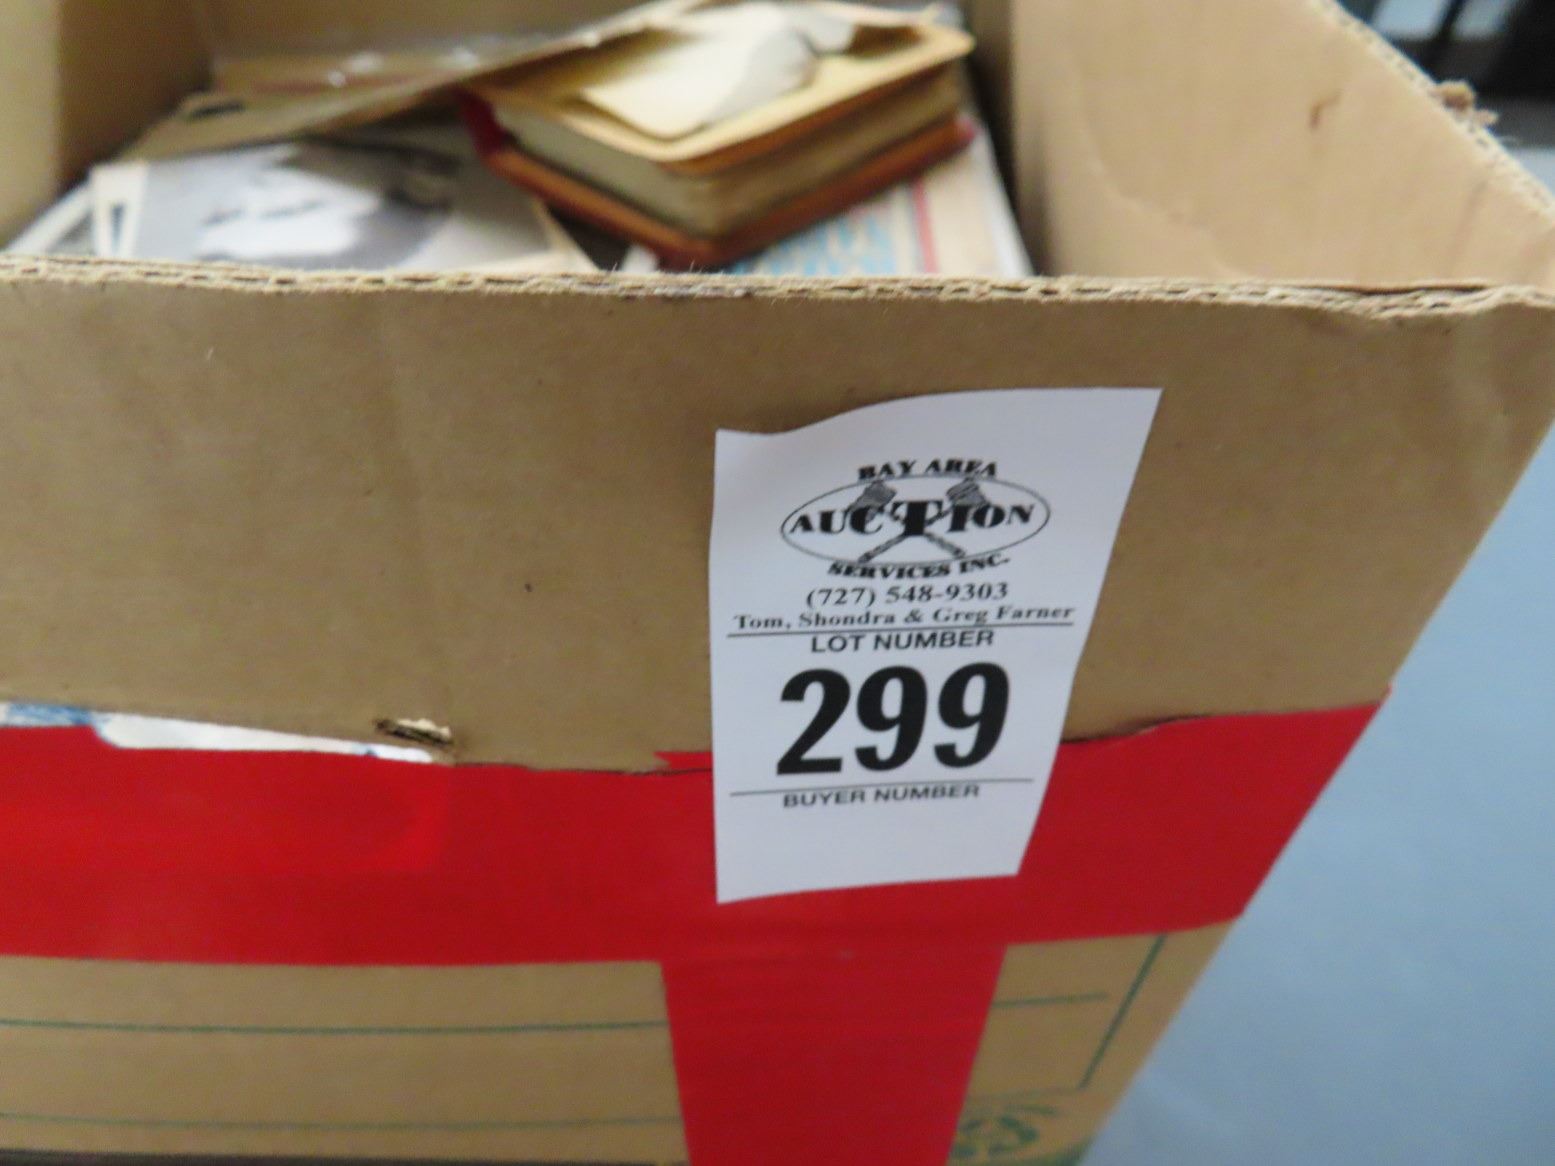 BAY AREA
AUCTION
SERVICES INC.
(727) 548-9303
Tom, Shondra & Greg Farner
LOT NUMBER
299
BUYER NUMBER